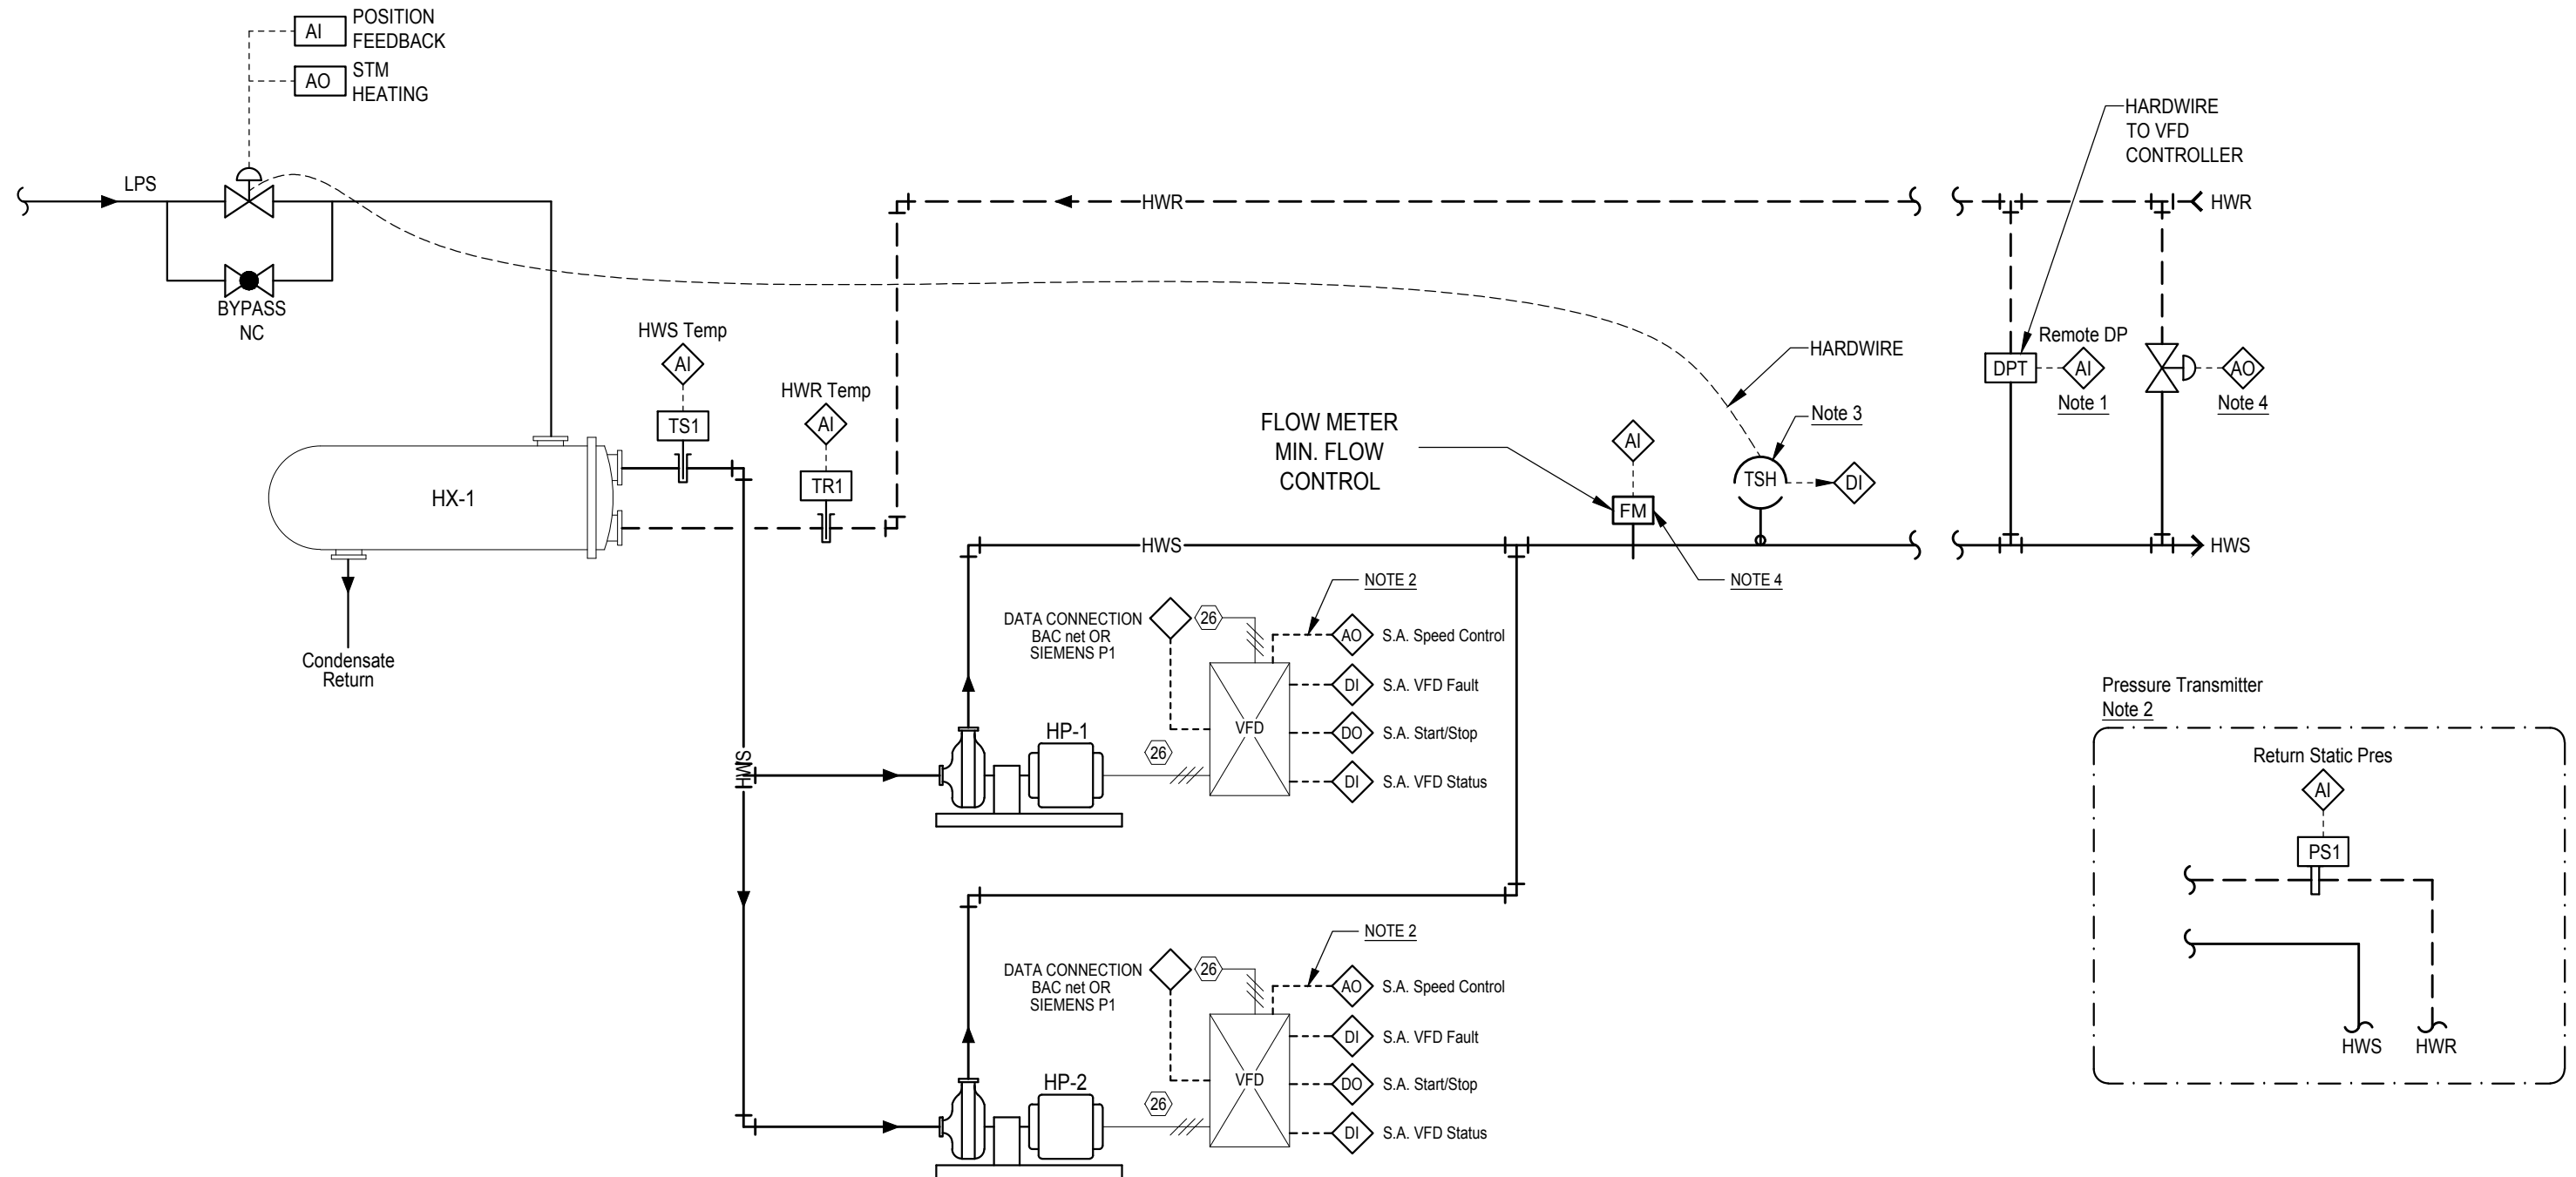 AI
POSITION
FEEDBACK
AO
STM
HEATING
LPS
BYPASS
NC
HWR
HARDWIRE
TO VFD
CONTROLLER
HWR
HWS Temp
AI
TS1
HWR Temp
AI
TR1
HX-1
Condensate
Return
HWS
HWS
FLOW METER
MIN. FLOW
CONTROL
AI
FM
NOTE 4
HARDWIRE
Note 3
TSH
DI
Remote DP
DPT
AI
Note 1
AO
Note 4
HWS
DATA CONNECTION
BAC net OR
SIEMENS P1
26
NOTE 2
AO S.A. Speed Control
DI S.A. VFD Fault
VFD
DO S.A. Start/Stop
DI S.A. VFD Status
HP-1
26
DATA CONNECTION
BAC net OR
SIEMENS P1
26
NOTE 2
AO S.A. Speed Control
DI S.A. VFD Fault
VFD
DO S.A. Start/Stop
DI S.A. VFD Status
HP-2
26
Pressure Transmitter
Note 2
Return Static Pres
AI
PS1
HWS
HWR